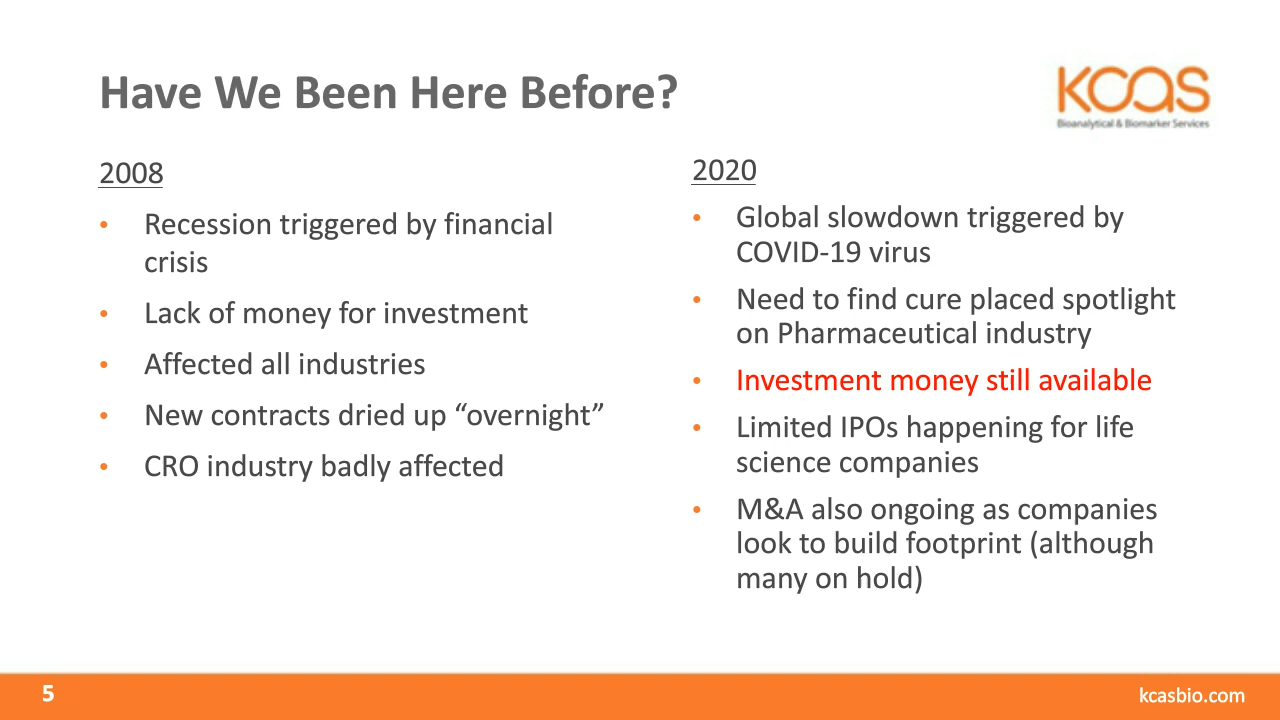 Have We Been Here Before?
KCAS
Bioanalytical & Biomarker Services
2008
• Recession triggered by financial
crisis
• Lack of money for investment
• Affected all industries
• New contracts dried up “overnight”
• CRO industry badly affected
2020
• Global slowdown triggered by
COVID-19 virus
• Need to find cure placed spotlight
on Pharmaceutical industry
• Investment money still available
• Limited IPOs happening for life
science companies
• M&A also ongoing as companies
look to build footprint (although
many on hold)
5
kcasbio.com